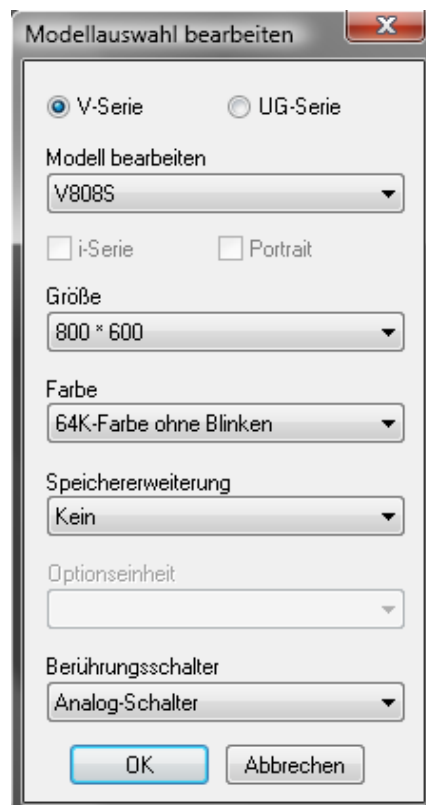 Modellauswahl bearbeiten
V-Serie UG-Serie
Modell bearbeiten
V808S
i-Serie Portrait
Größe
800 * 600
Farbe
64K-Farbe ohne Blinken
Speichererweiterung
Kein
Optionseinheit
Berührungsschalter
Analog-Schalter
OK Abbrechen